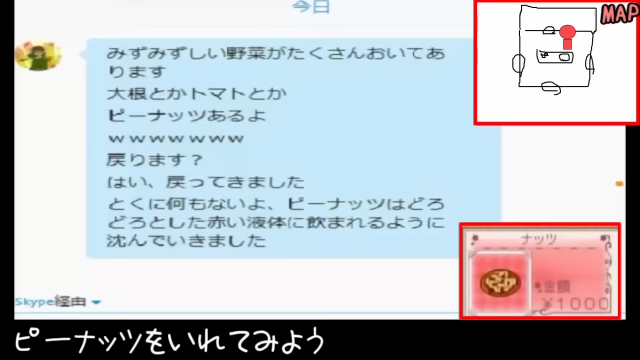 今日
MAP
みずみずしい野菜がたくさんおいてあ
ります
大根とかトマトとか
ピーナッツあるよ
ｗｗｗｗｗｗｗ
戻ります？
はい、戻ってきました
とくに何もないよ、ピーナッツはどろ
どろとした赤い液体に飲まれるように
沈んでいきました
ナッツ
金額
¥1000
Skype経由
ピーナッツをいれてみよう